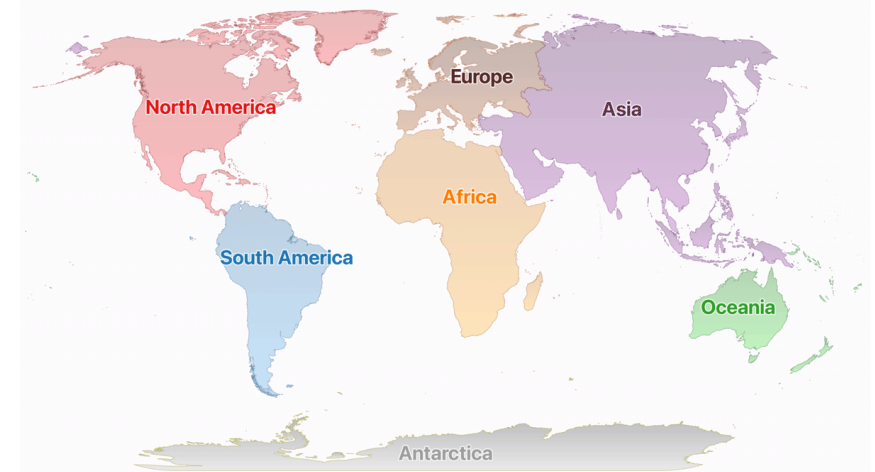 Europe
North America
Asia
Africa
South America
Oceania
Antarctica